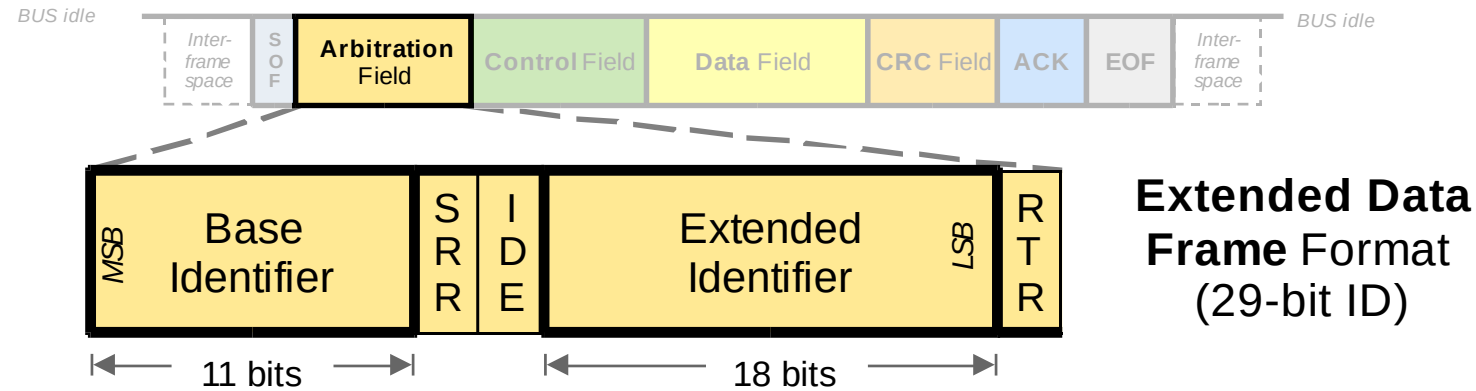 BUS idle
BUS idle
Inter-
frame
space
S
O
F
Arbitration
Field
Control Field
Data Field
CRC Field
ACK
EOF
Inter-
frame
space
MSB
Base
Identifier
S
R
R
I
D
E
Extended
Identifier
LSB
R
T
R
Extended Data
Frame Format
(29-bit ID)
11 bits
18 bits